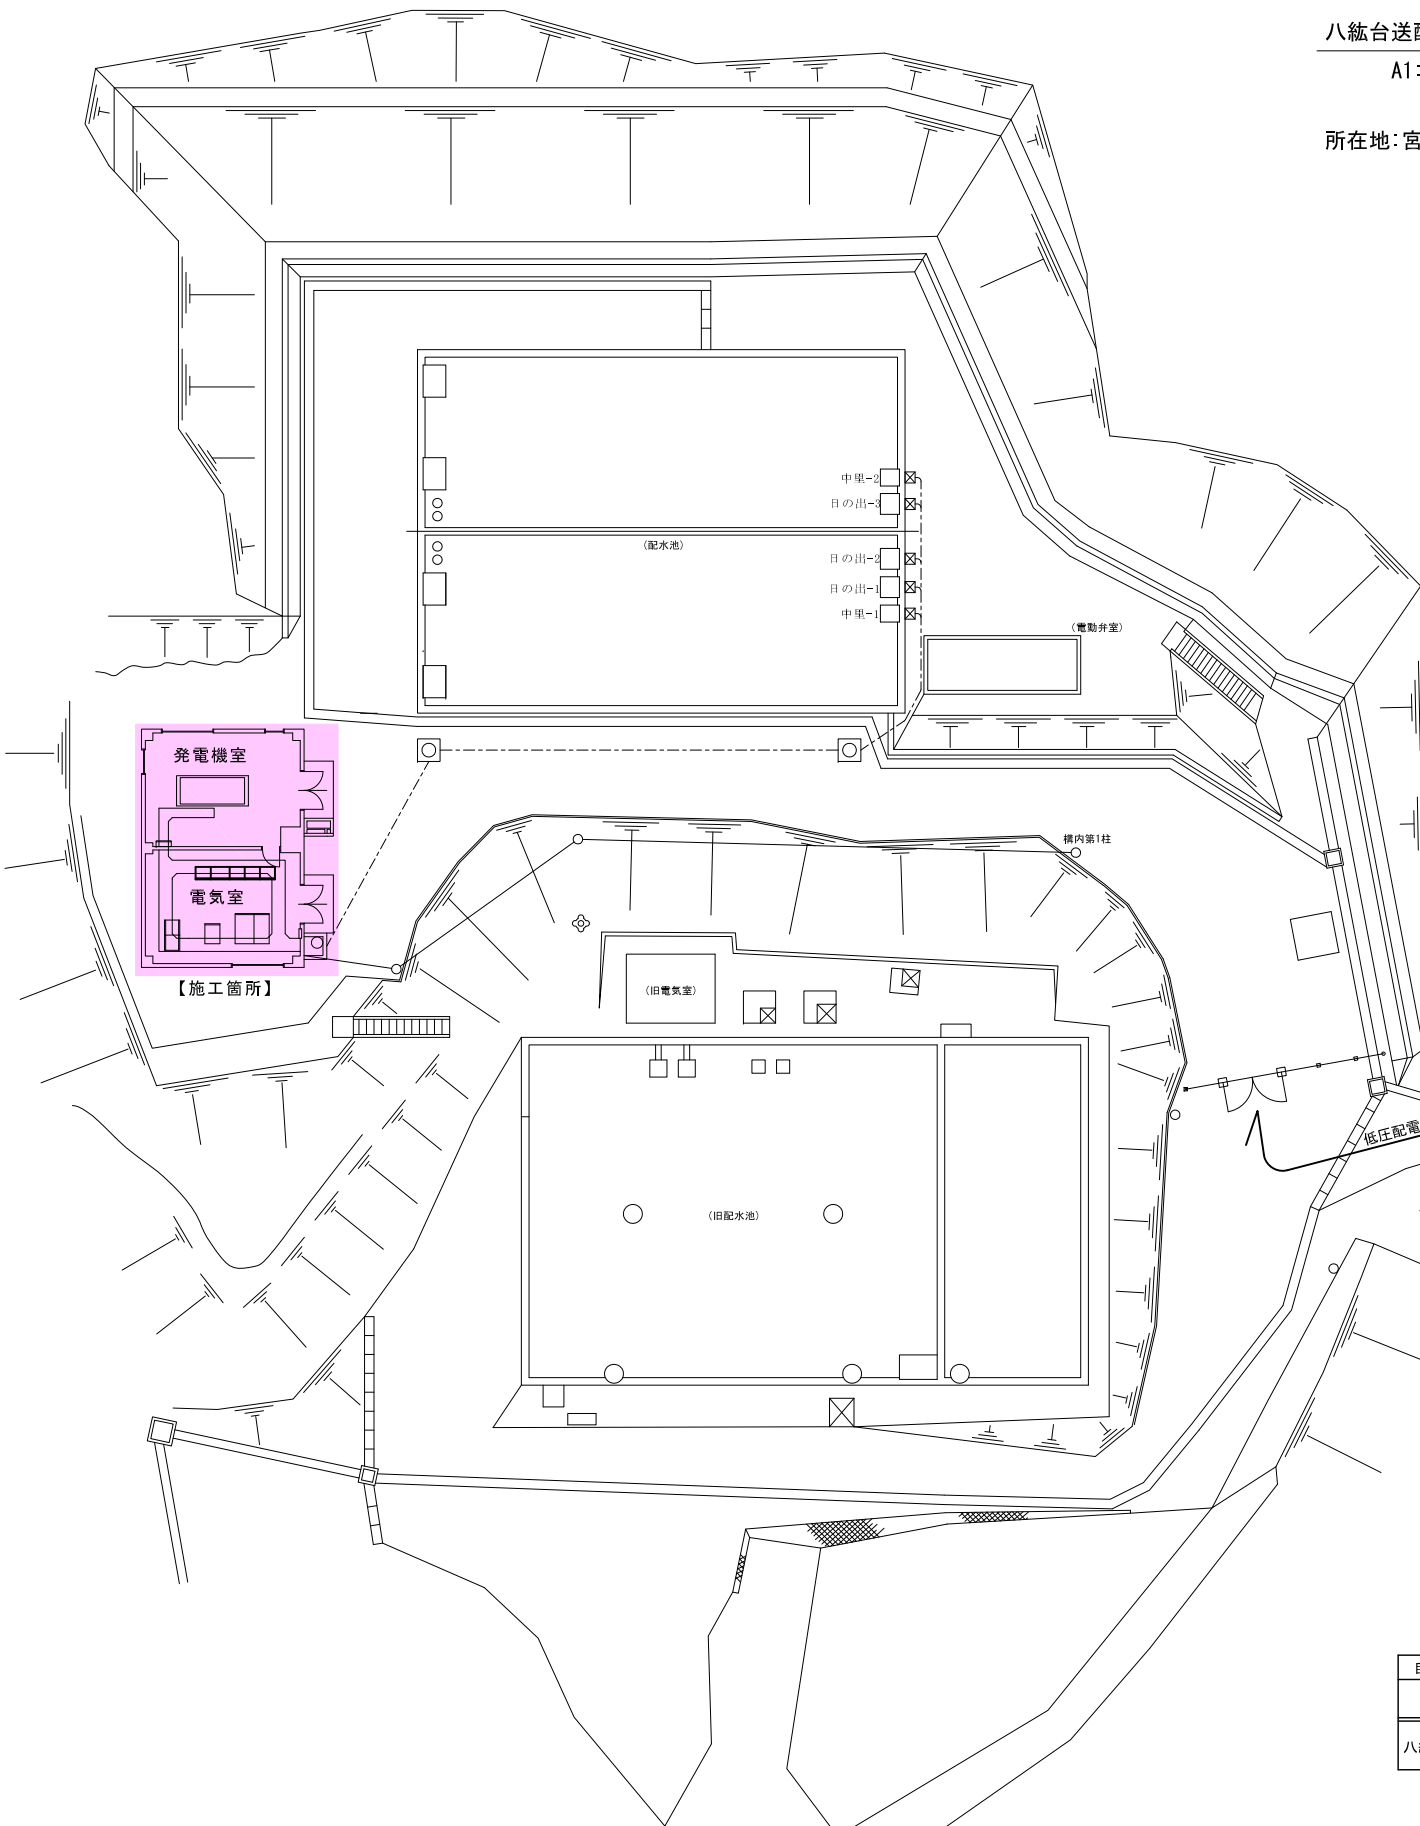 八紘台送配
A1:
所在地:宮
中里-2
日の出-3
(配水池)
日の出-2
日の出-1
中里-1
(電動弁室)
発電機室
構内第1柱
電気室
【施工箇所】
(旧電気室)
低圧配電
(旧配水池)